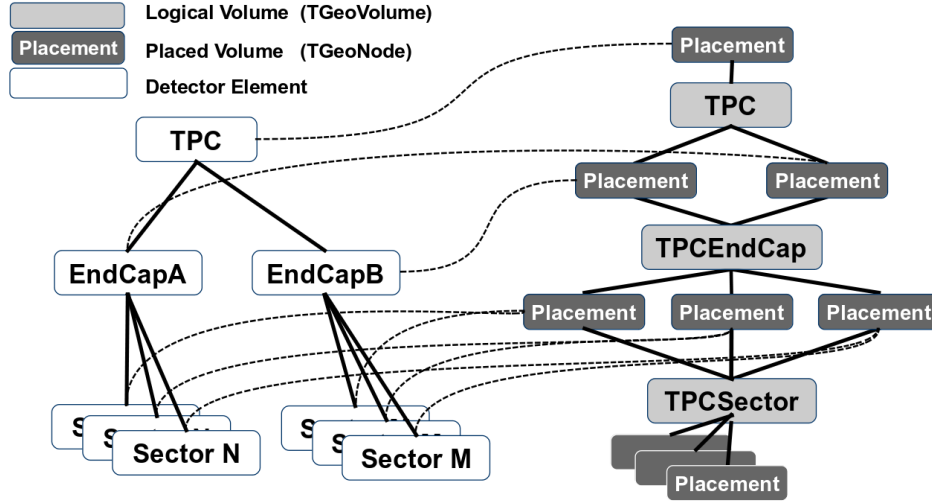 Logical Volume (TGeoVolume)
Placement
Placed Volume (TGeoNode)
Detector Element
Placement
TPC
TPC
Placement
Placement
EndCapA
EndCapB
TPCEndCap
Placement
Placement
Placement
TPCSector
Sector N
Sector M
Placement